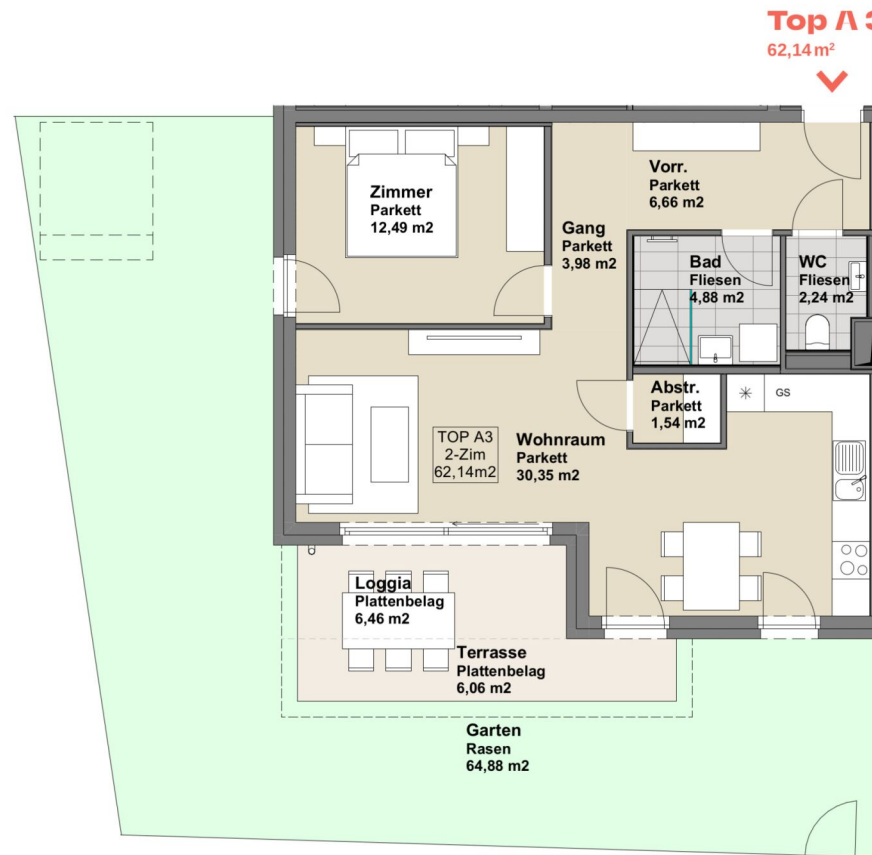 Top A 3
62,14 m²
Zimmer
Parkett
12,49 m2
Vorr.
Parkett
6,66 m2
Gang
Parkett
3,98 m2
Bad
Fliesen
4,88 m2
WC
Fliesen
2,24 m2
Abstr.
Parkett
1,54 m2
GS
TOP A3
2-Zim
62,14m2
Wohnraum
Parkett
30,35 m2
Loggia
Plattenbelag
6,46 m2
Terrasse
Plattenbelag
6,06 m2
Garten
Rasen
64,88 m2